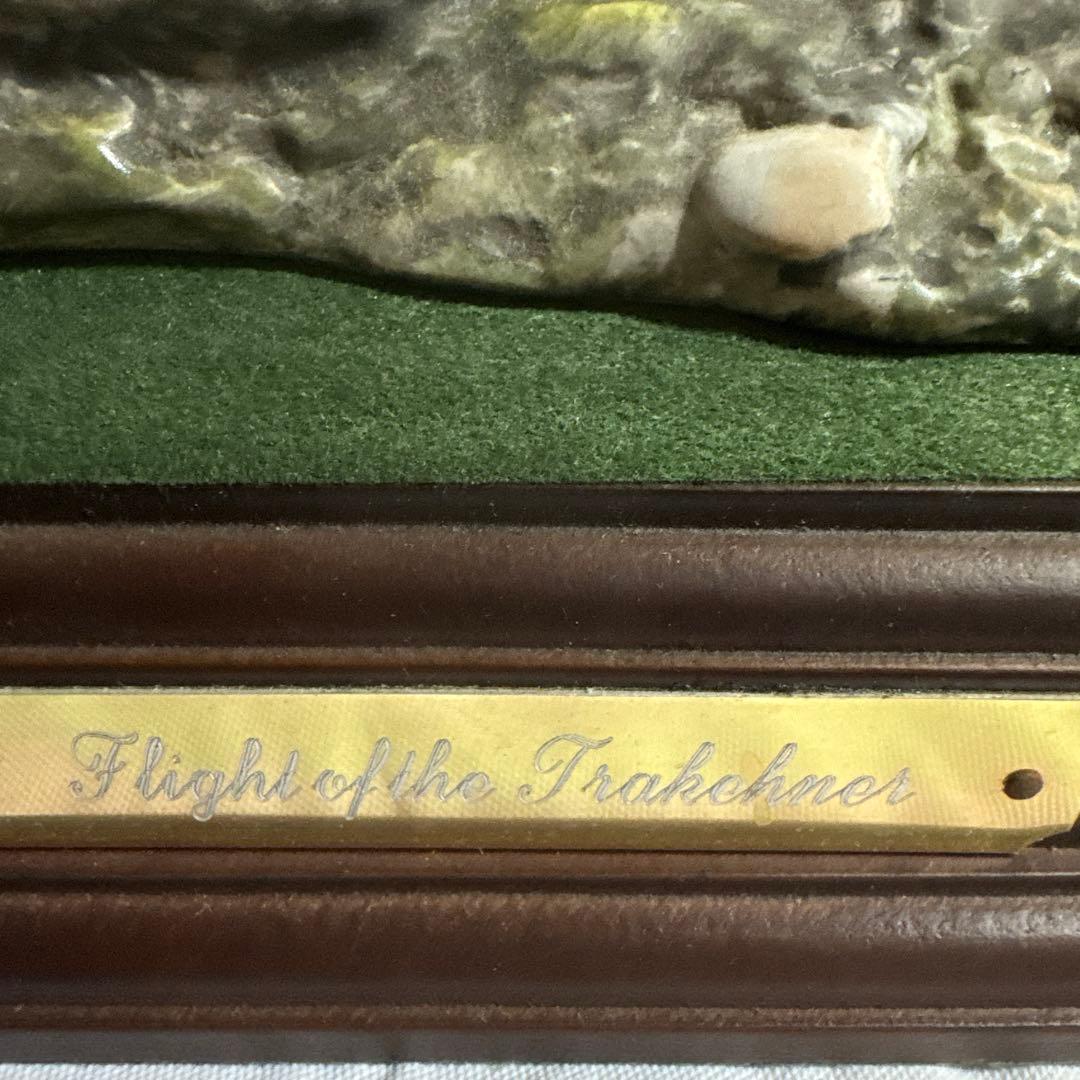 Flight of the Trakehner